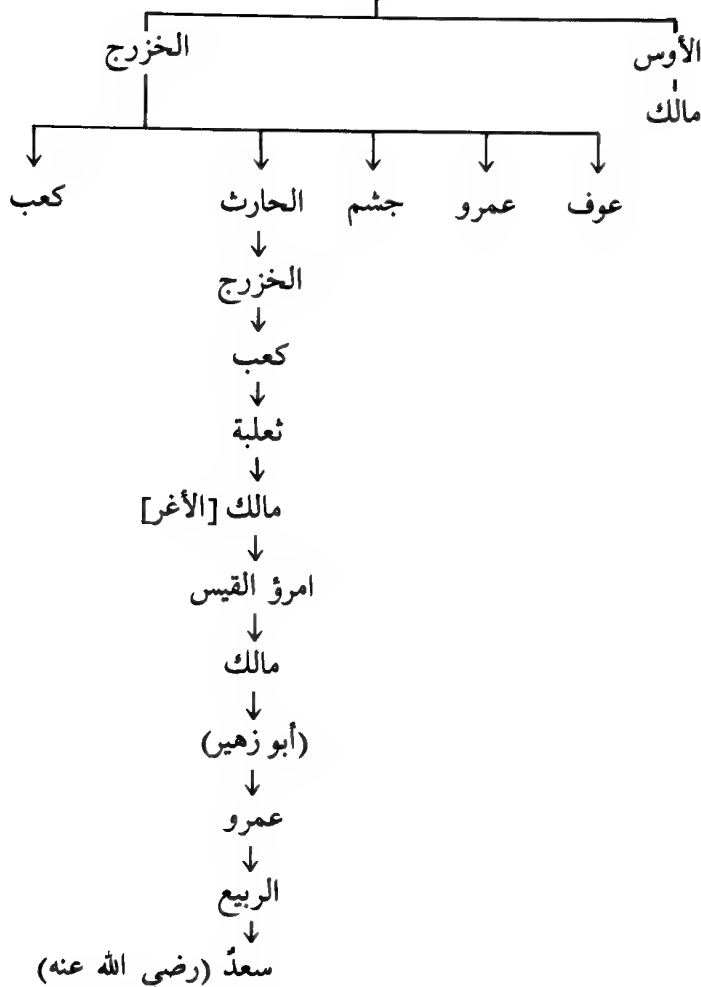 الأوس الخزرج
مالك
عوف عمرو جشم الحارث كعب
الخزرج
كعب
ثعلبة
مالك [الأغر]
امرؤ القيس
مالك
(أبو زهير)
عمرو
الربيع
سعدٌ (رضي الله عنه)